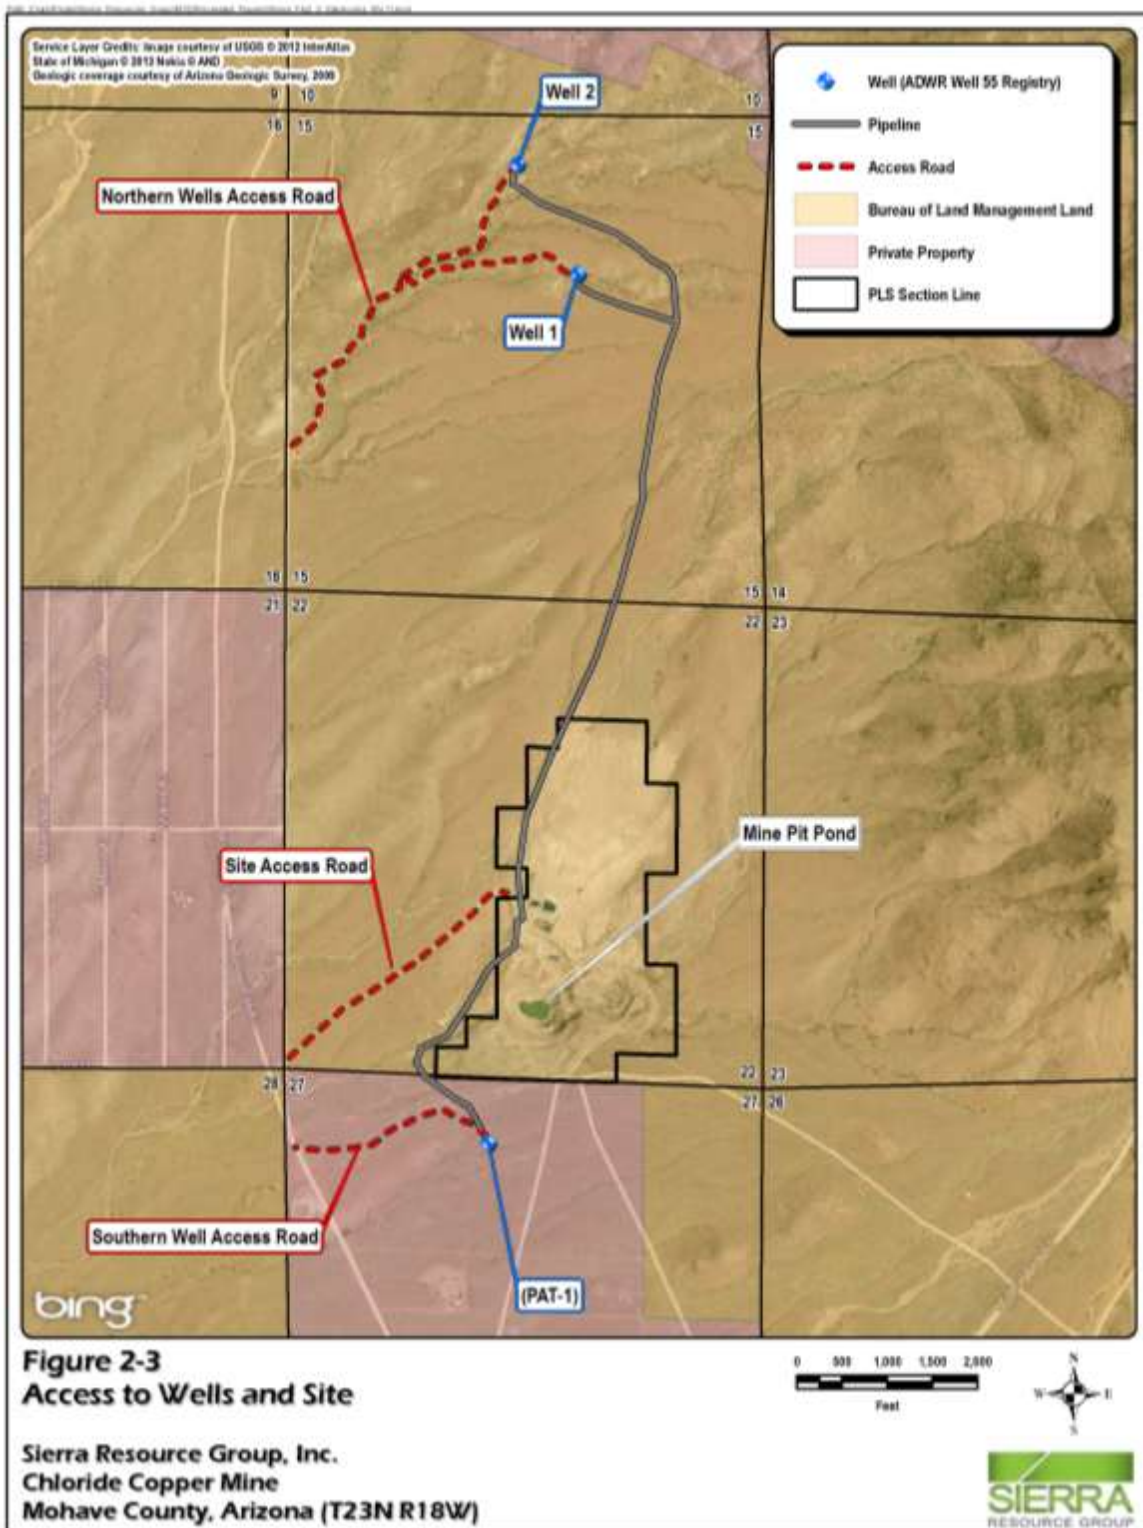 Service Layer Credits: Image courtesy of USGS © 2012 InterAtlas
State of Michigan © 2013 Nokia © AND
Geologic coverage courtesy of Arizona Geologic Survey, 2000
9 10
16 15
10
15
Well 2
Well (ADWR Well 55 Registry)
Pipeline
Access Road
Bureau of Land Management Land
Private Property
PLS Section Line
Northern Wells Access Road
Well 1
16 15
21 22
15 14
22 23
Mine Pit Pond
Site Access Road
28 27
22 23
27 26
Southern Well Access Road
(PAT-1)
bing
Figure 2-3
Access to Wells and Site
0 500 1,000 1,500 2,000
Feet
N
W E
S
Sierra Resource Group, Inc.
Chloride Copper Mine
Mohave County, Arizona (T23N R18W)
SIERRA
RESOURCE GROUP